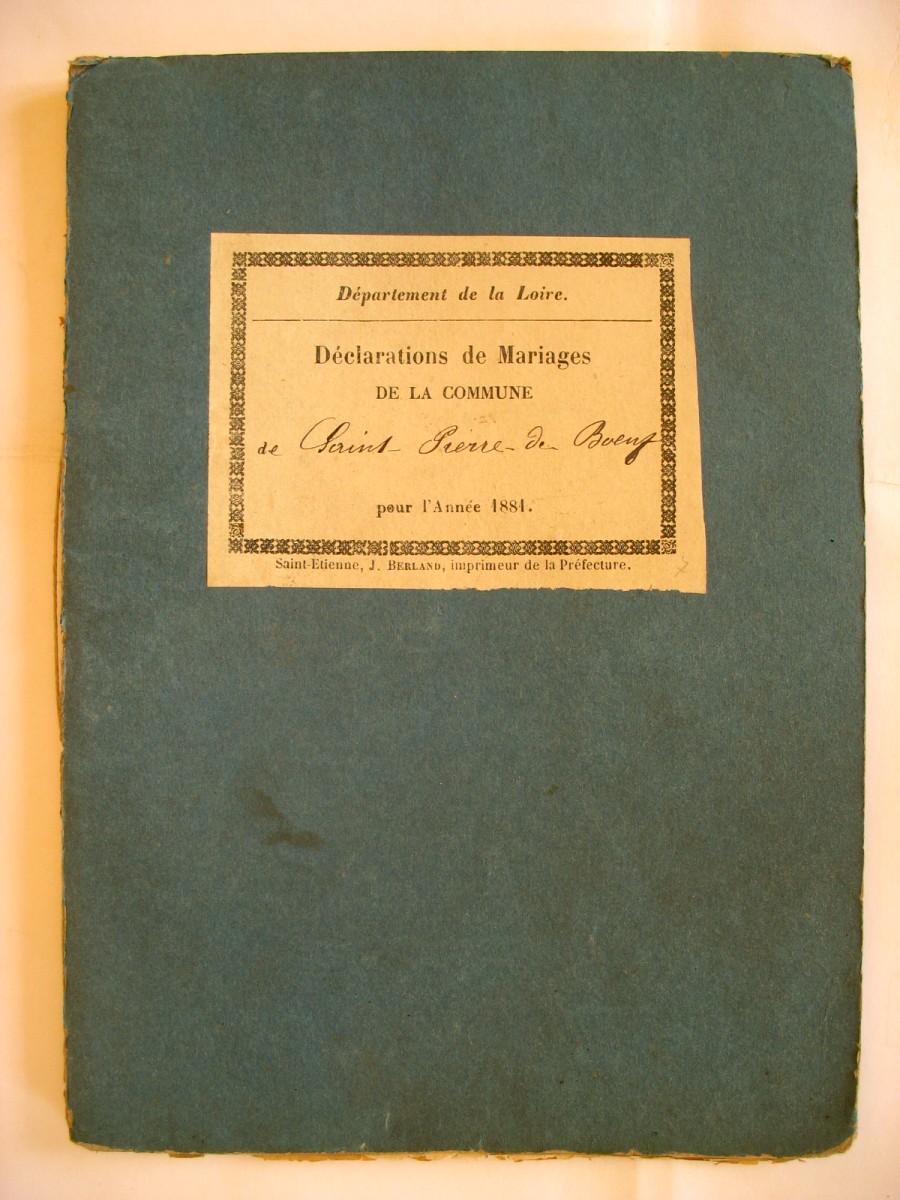 Département de la Loire.
Déclarations de Mariages
DE LA COMMUNE
de Saint-Pierre-de-Boeuf
pour l'Année 1881.
Saint-Etienne, J. BERLAND, imprimeur de la Préfecture.